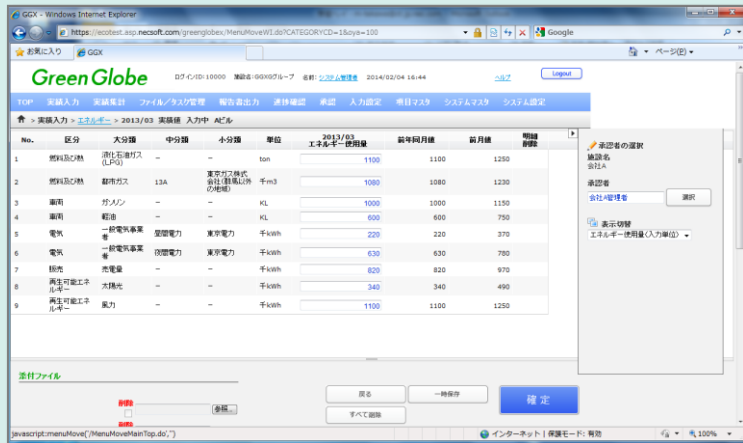 GGX - Windows Internet Explorer
https://ecotest.asp.necsoft.com/greenglobex/MenuMoveWI.do?CATEGORYCD=1&sya=100
Google
お気に入り GGX ページ(P)
Green Globe ログインID:10000 施設名:GGXGグループ 名前:システム管理者 2014/02/04 16:44 ヘルプ Logout
TOP 実績入力 実績集計 ファイル/タスク管理 報告書出力 進捗確認 承認 入力設定 項目マスタ システムマスタ システム設定
> 実績入力 > エネルギー > 2013/03 実績値 入力中 Aビル
No. 区分 大分類 中分類 小分類 単位 2013/03 エネルギー使用量 前年同月値 前月値 明細削除
1 燃料及び熱 液化石油ガス(LPG) － － ton 1100 1100 1250
2 燃料及び熱 都市ガス 13A 東京ガス株式会社(群馬以外の地域) 千m3 1080 1080 1230
3 車両 ガソリン － － KL 1000 1000 1150
4 車両 軽油 － － KL 600 600 750
5 電気 一般電気事業者 昼間電力 東京電力 千kWh 220 220 370
6 電気 一般電気事業者 夜間電力 東京電力 千kWh 630 630 780
7 販売 売電量 － － 千kWh 820 820 970
8 再生可能エネルギー 太陽光 － － 千kWh 340 340 490
9 再生可能エネルギー 風力 － － 千kWh 1100 1100 1250
承認者の選択
施設名
会社A
承認者
会社A管理者 選択
表示切替
エネルギー使用量(入力単位)
添付ファイル
削除
参照...
削除
戻る 一時保存 確定
すべて削除
javascript:menuMove('/MenuMoveMainTop.do','') インターネット | 保護モード: 有効 100%